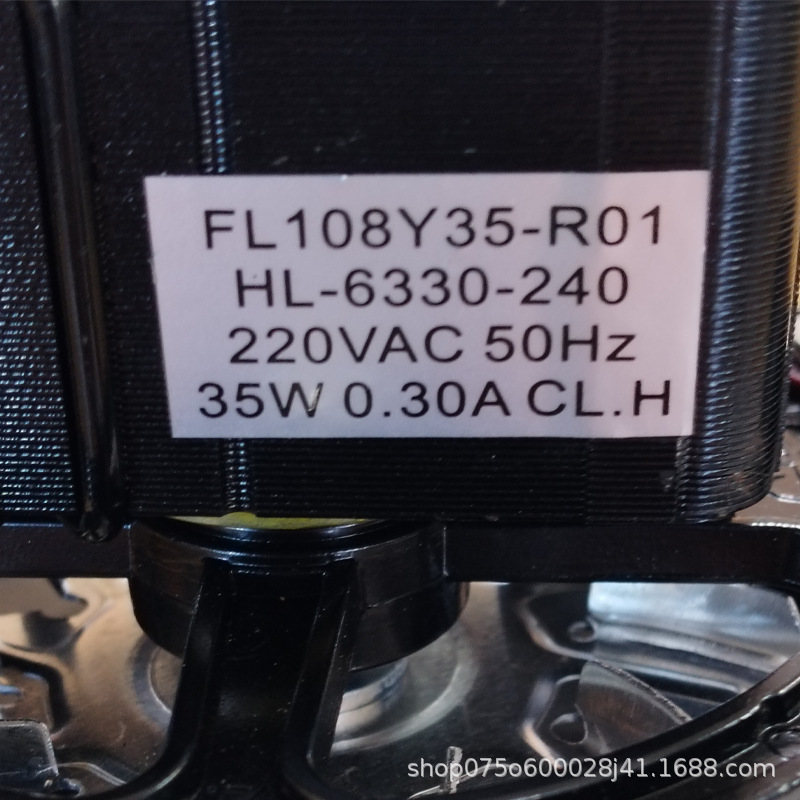 FL108Y35-R01
HL-6330-240
220VAC 50Hz
35W 0.30A CL.H
shop075o600028j41.1688.com